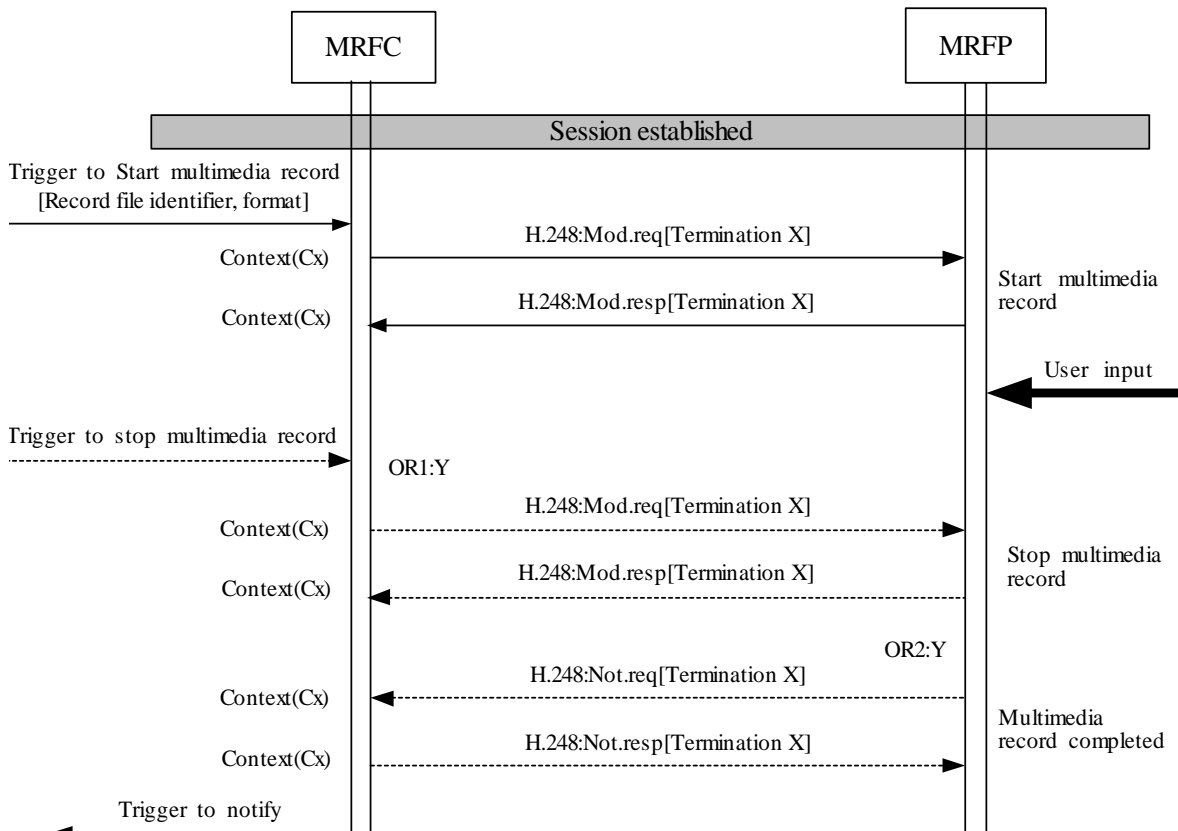 MRFC
MRFP
Session established
Trigger to Start multimedia record
[Record file identifier, format]
H.248:Mod.req[Termination X]
Context(Cx)
Start multimedia
record
H.248:Mod.resp[Termination X]
Context(Cx)
User input
Trigger to stop multimedia record
OR1:Y
H.248:Mod.req[Termination X]
Context(Cx)
Stop multimedia
record
H.248:Mod.resp[Termination X]
Context(Cx)
OR2:Y
H.248:Not.req[Termination X]
Context(Cx)
Multimedia
record completed
H.248:Not.resp[Termination X]
Context(Cx)
Trigger to notify